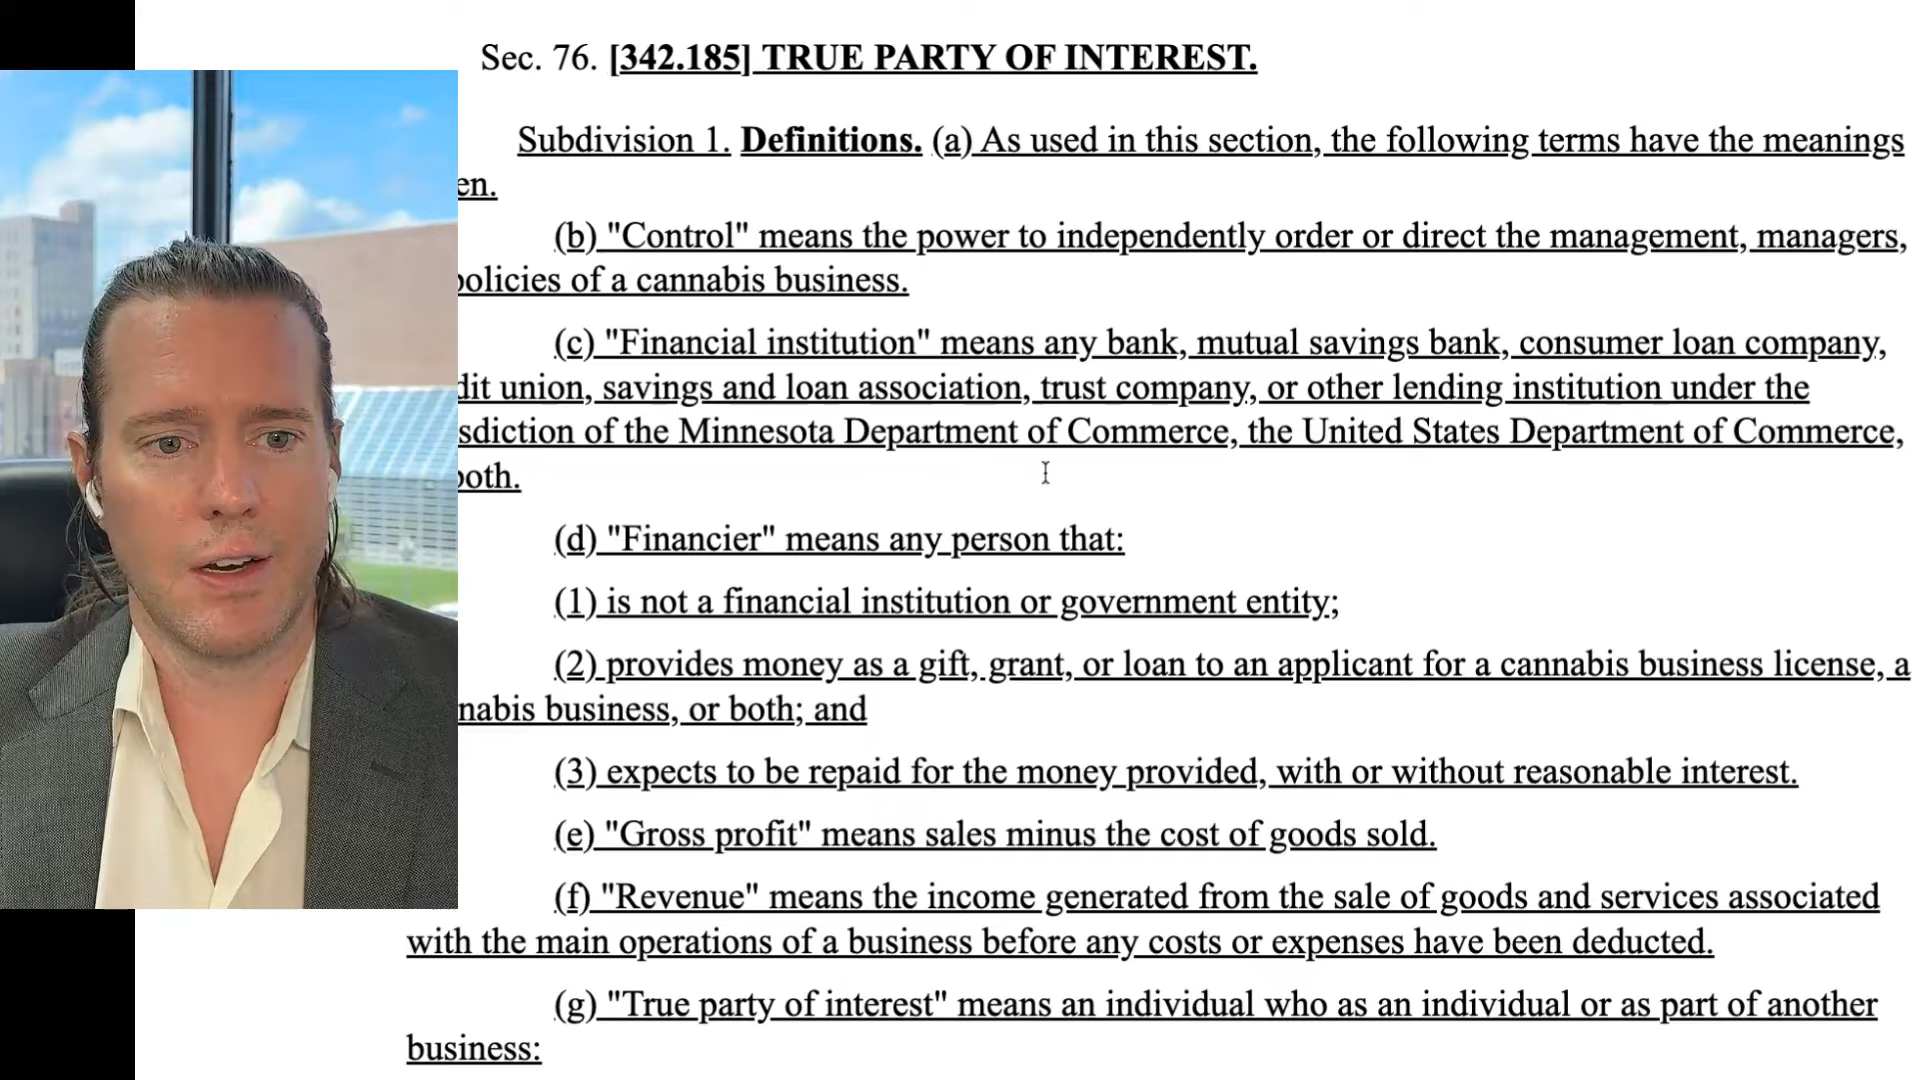 Sec. 76. [342.185] TRUE PARTY OF INTEREST.
Subdivision 1. Definitions. (a) As used in this section, the following terms have the meanings
en.
(b) "Control" means the power to independently order or direct the management, managers,
policies of a cannabis business.
(c) "Financial institution" means any bank, mutual savings bank, consumer loan company,
dit union, savings and loan association, trust company, or other lending institution under the
sdiction of the Minnesota Department of Commerce, the United States Department of Commerce,
both.
(d) "Financier" means any person that:
(1) is not a financial institution or government entity;
(2) provides money as a gift, grant, or loan to an applicant for a cannabis business license, a
nabis business, or both; and
(3) expects to be repaid for the money provided, with or without reasonable interest.
(e) "Gross profit" means sales minus the cost of goods sold.
(f) "Revenue" means the income generated from the sale of goods and services associated
with the main operations of a business before any costs or expenses have been deducted.
(g) "True party of interest" means an individual who as an individual or as part of another
business: